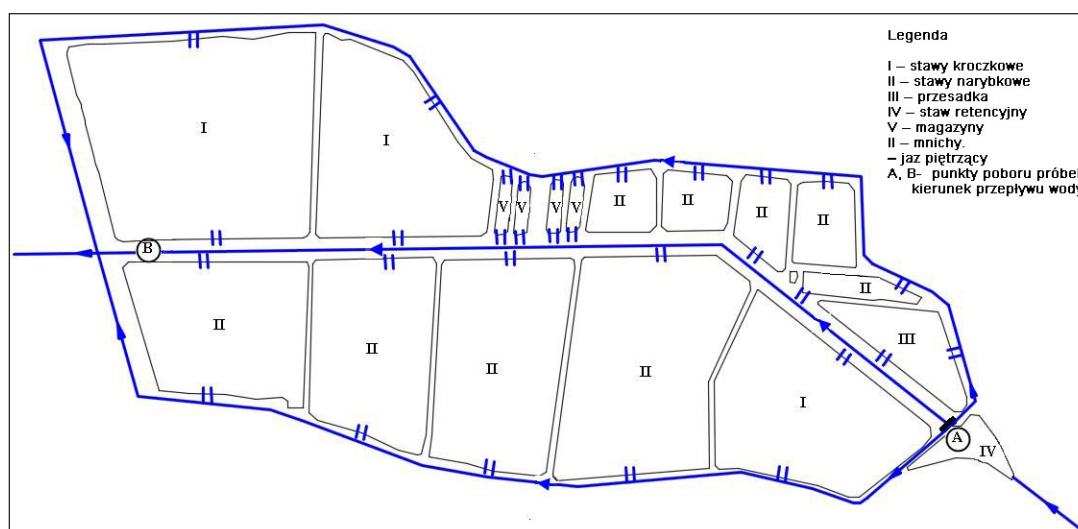 Legenda
I – stawy kroczkowe
II – stawy narybkowe
III – przesadka
IV – staw retencyjny
V – magazyny
II – mnichy.
– jaz piętrzący
A, B- punkty poboru próbek
kierunek przepływu wody
I
I
V
V
V
V
II
II
II
II
B
II
II
III
II
II
II
I
A
IV